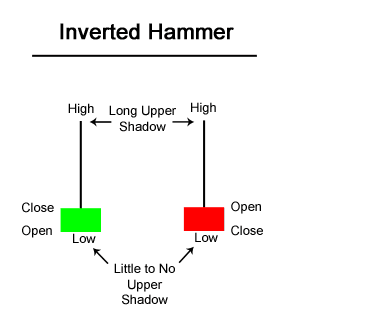 Inverted Hammer
High
Long Upper
Shadow
High
Close
Open
Low
Open
Low
Close
Little to No
Upper
Shadow